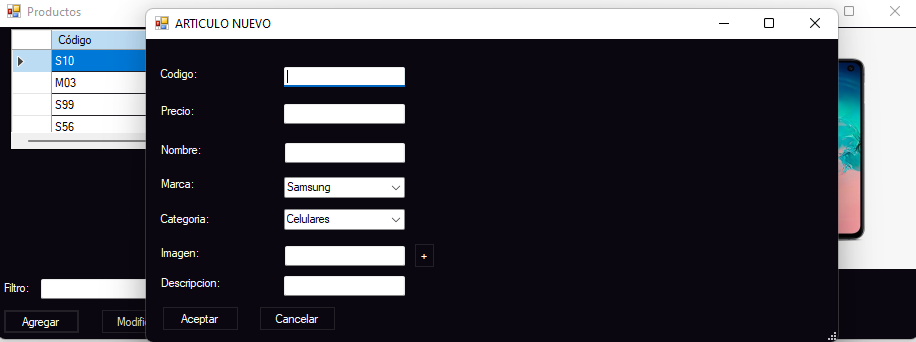 Productos
ARTICULO NUEVO
Código
S10
M03
S99
S56
Codigo:
Precio:
Nombre:
Marca:
Samsung
Categoria:
Celulares
Imagen:
+
Descripcion:
Aceptar
Cancelar
Filtro:
Agregar
Modific